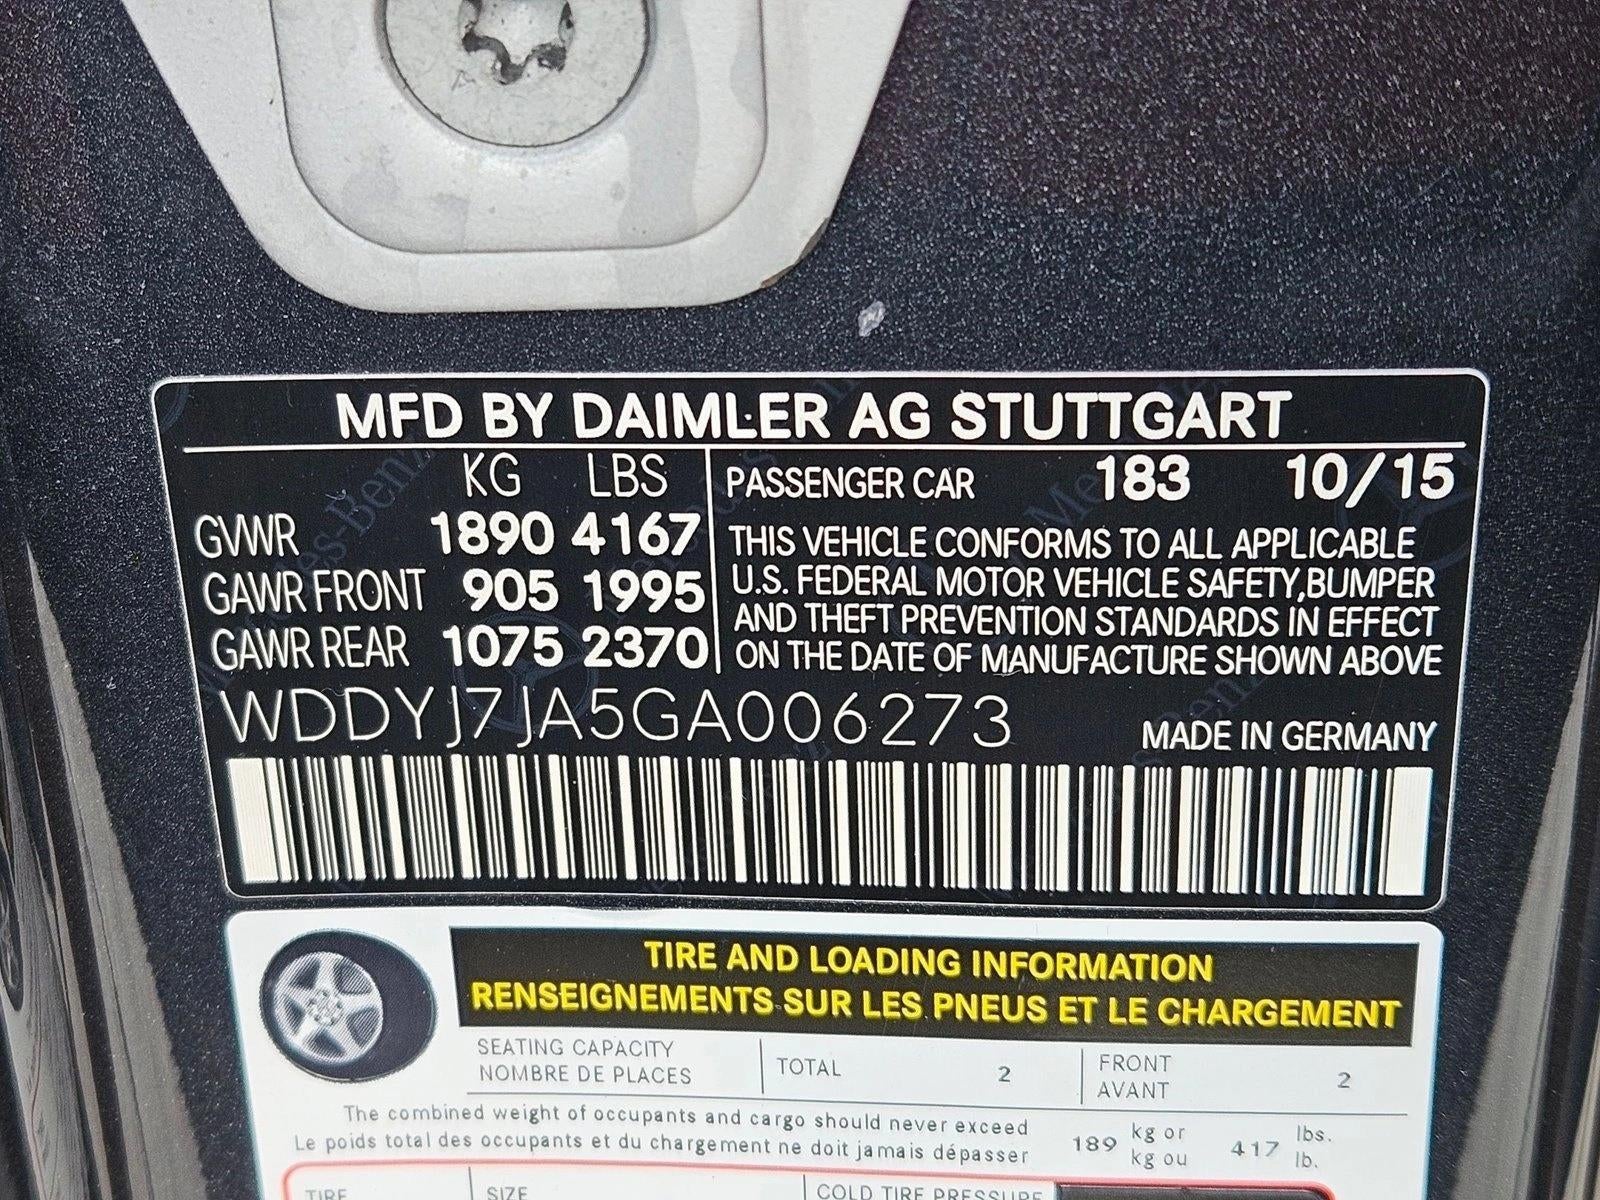 MFD BY DAIMLER AG STUTTGART
KG LBS
GVWR 1890 4167
GAWR FRONT 905 1995
GAWR REAR 1075 2370
PASSENGER CAR 183 10/15
THIS VEHICLE CONFORMS TO ALL APPLICABLE
U.S. FEDERAL MOTOR VEHICLE SAFETY,BUMPER
AND THEFT PREVENTION STANDARDS IN EFFECT
ON THE DATE OF MANUFACTURE SHOWN ABOVE
WDDYJ7JA5GA006273
MADE IN GERMANY
TIRE AND LOADING INFORMATION
RENSEIGNEMENTS SUR LES PNEUS ET LE CHARGEMENT
SEATING CAPACITY
NOMBRE DE PLACES
TOTAL 2
FRONT
AVANT
2
The combined weight of occupants and cargo should never exceed
Le poids total des occupants et du chargement ne doit jamais dépasser
189 kg or
kg ou
417 lbs.
lb.
TIRE SIZE COLD TIRE PRESSURE